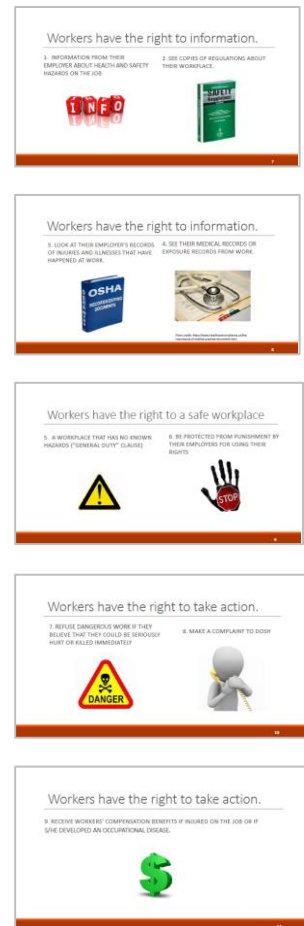 Workers have the right to information.
1. INFORMATION FROM THEIR
EMPLOYER ABOUT HEALTH AND SAFETY
HAZARDS ON THE JOB
2. SEE COPIES OF REGULATIONS ABOUT
THEIR WORKPLACE.
INFO
SAFETY
7
Workers have the right to information.
3. LOOK AT THEIR EMPLOYER'S RECORDS
OF INJURIES AND ILLNESSES THAT HAVE
HAPPENED AT WORK.
4. SEE THEIR MEDICAL RECORDS OR
EXPOSURE RECORDS FROM WORK.
OSHA
RECORDKEEPING
DOCUMENTS
8
Workers have the right to a safe workplace
5. A WORKPLACE THAT HAS NO KNOWN
HAZARDS ("GENERAL DUTY" CLAUSE)
6. BE PROTECTED FROM PUNISHMENT BY
THEIR EMPLOYERS FOR USING THEIR
RIGHTS
STOP
9
Workers have the right to take action.
7. REFUSE DANGEROUS WORK IF THEY
BELIEVE THAT THEY COULD BE SERIOUSLY
HURT OR KILLED IMMEDIATELY
8. MAKE A COMPLAINT TO DOSH
DANGER
10
Workers have the right to take action.
9. RECEIVE WORKERS' COMPENSATION BENEFITS IF INJURED ON THE JOB OR IF
S/HE DEVELOPED AN OCCUPATIONAL DISEASE.